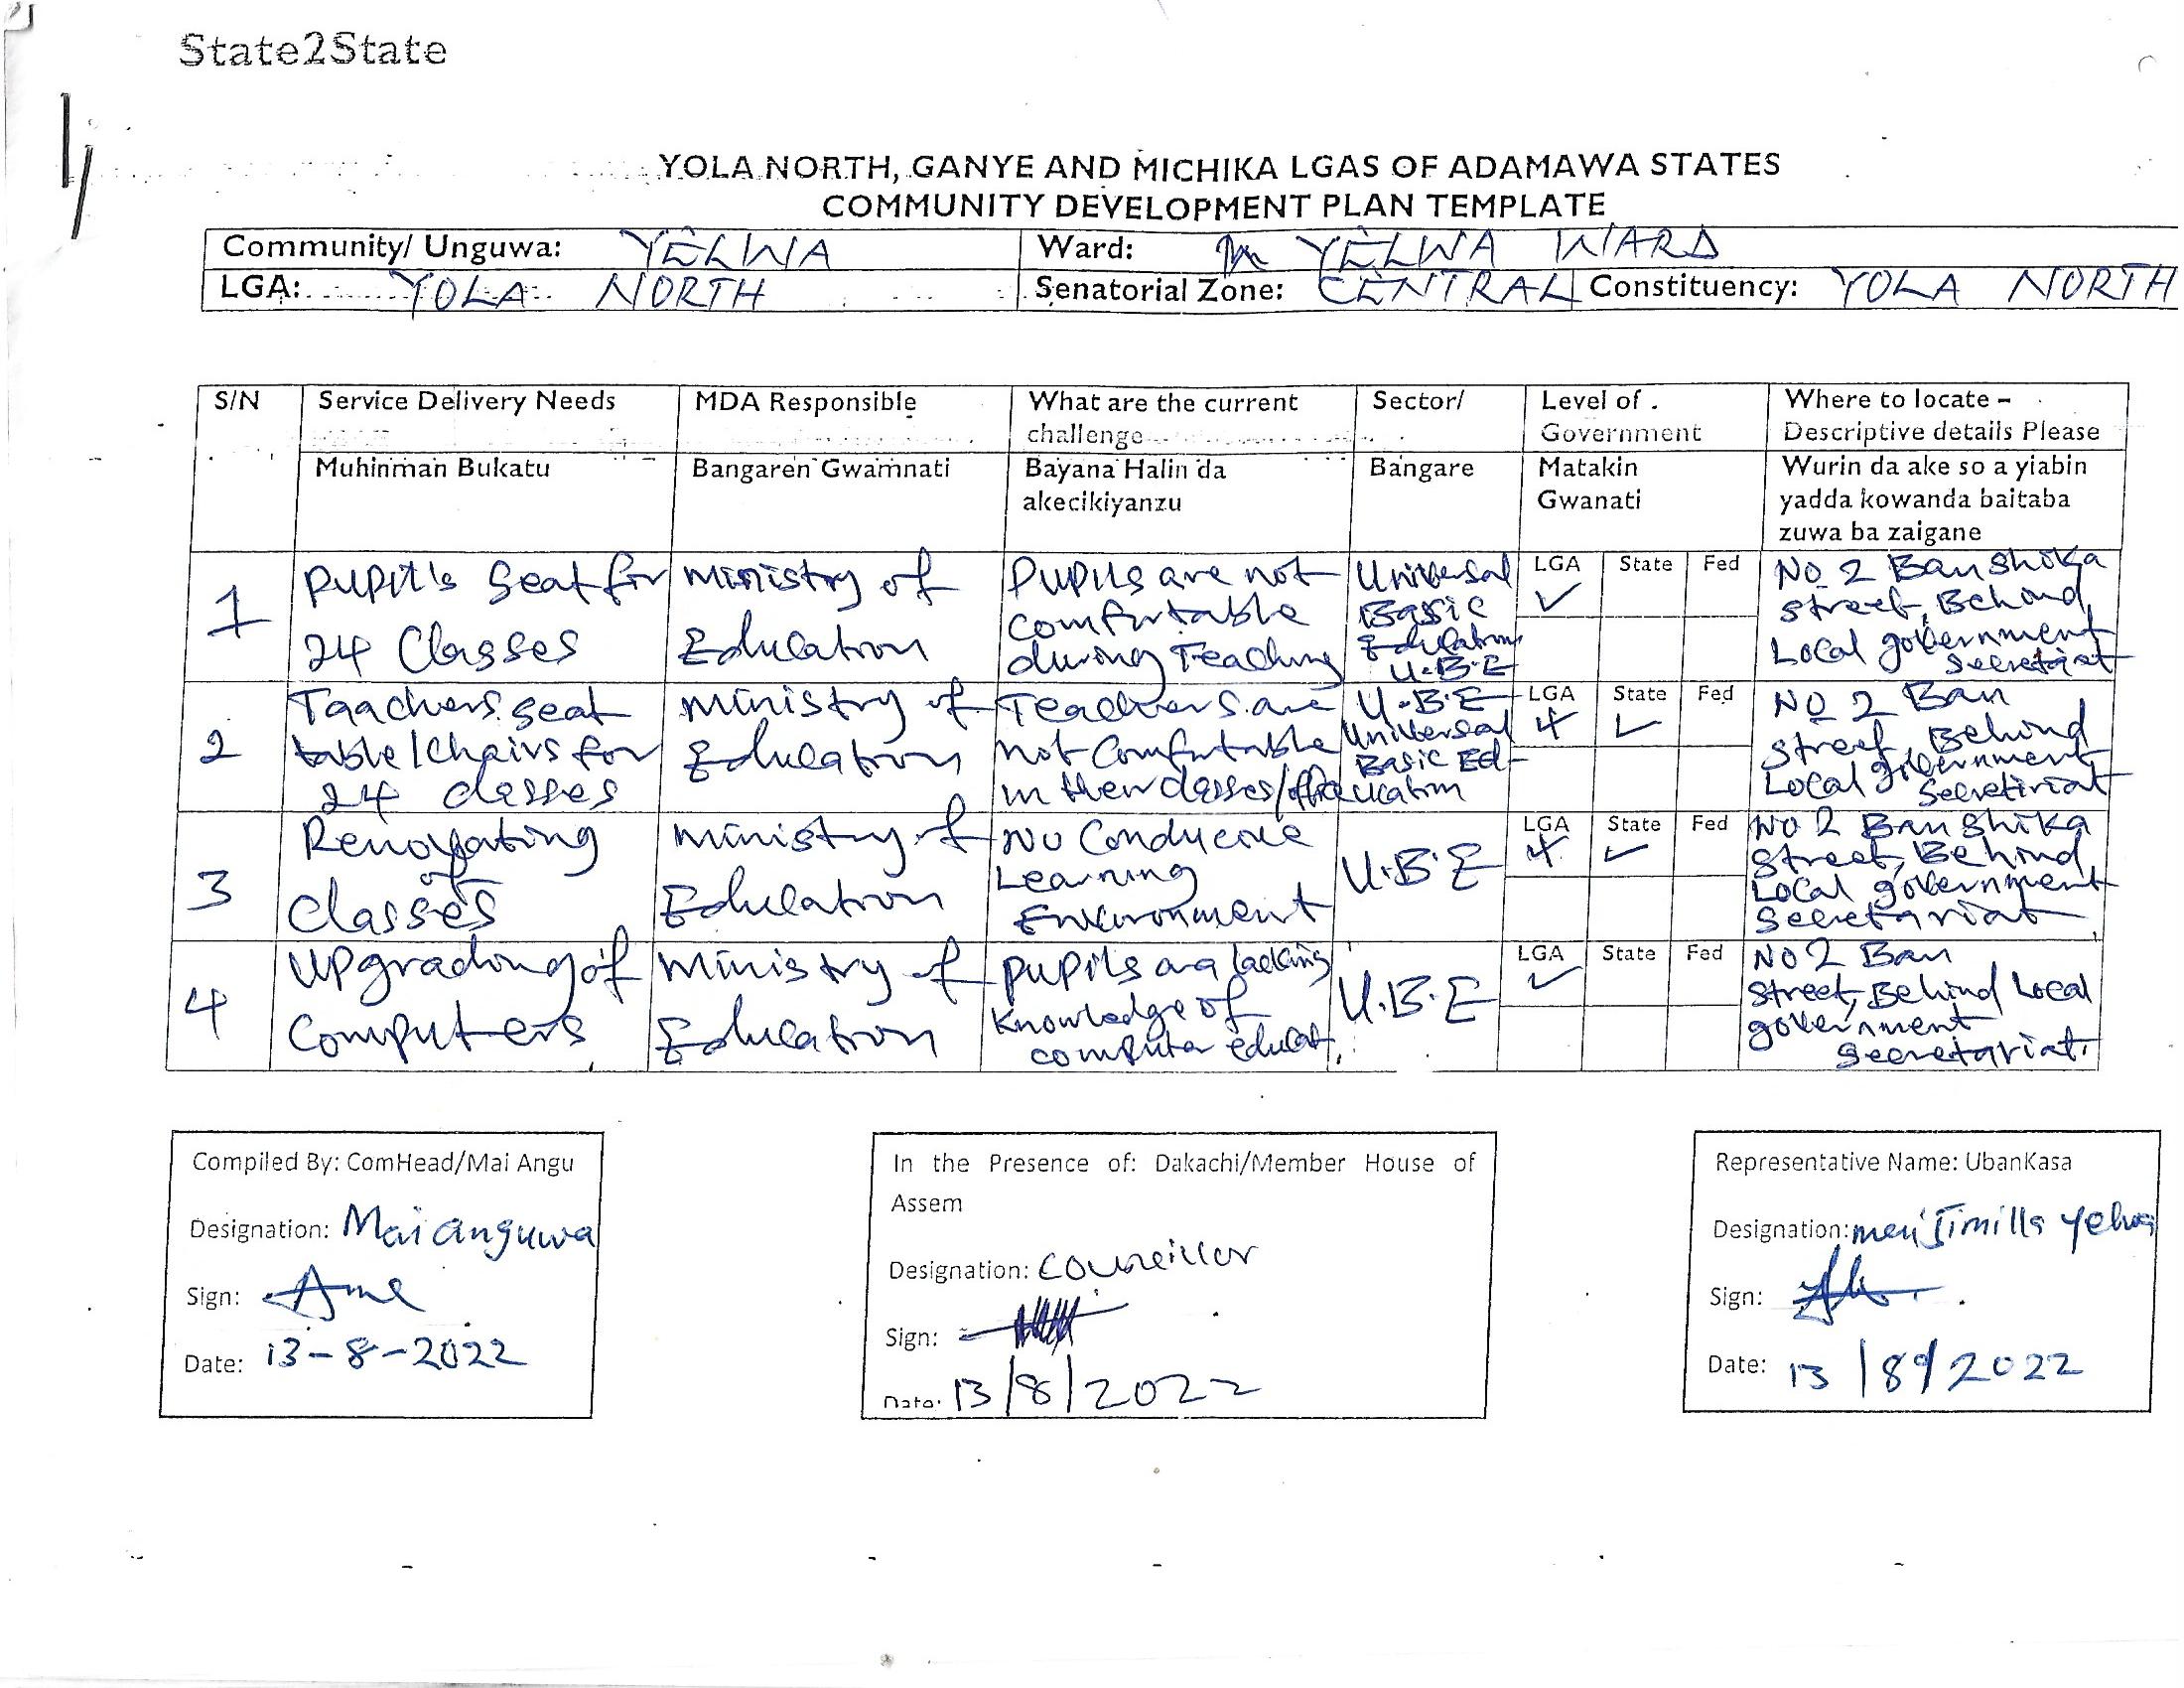 State2State
YOLA NORTH, GANYE AND MICHIKA LGAS OF ADAMAWA STATES
COMMUNITY DEVELOPMENT PLAN TEMPLATE
Community/ Unguwa: YELWA Ward: YELWA WARD
LGA: YOLA NORTH Senatorial Zone: CENTRAL Constituency: YOLA NORTH
S/N Service Delivery Needs MDA Responsible What are the current challenge Sector/ Level of Government Where to locate – Descriptive details Please
Muhinman Bukatu Bangaren Gwamnati Bayana Halin da akecikiyanzu Bangare Matakin Gwanati Wurin da ake so a yiabin yadda kowanda baitaba zuwa ba zaigane
1 Pupil's Seat for 24 Classes Ministry of Education Pupils are not comfortable during Teaching Universal Basic Education U.B.E LGA ✓ State Fed No 2 Banshika street, Behind Local government secretariat
2 Taachers seat table/chairs for 24 classes Ministry of Education Teachers are not Comfortable in their classes/office U.B.E Universal Basic Ed-ucation LGA State ✓ Fed NO 2 Ban street, Behind Local government Secretiriat
3 Renovating of classes Ministry of Education No Conducive Learning Environment U.B.E LGA State ✓ Fed NO 2 Banshika street, Behind Local government secretariat
4 Upgrading of Computers Ministry of Education pupils are lacking Knowledge of computer educat. U.B.E LGA ✓ State Fed NO 2 Ban street, Behind Local government secretariat.
Compiled By: ComHead/Mai Angu
Designation: Mai anguwa
Sign:
Date: 13-8-2022
In the Presence of: Dakachi/Member House of
Assem
Designation: Councillor
Sign:
Date: 13/8/2022
Representative Name: UbanKasa
Designation: Jimilla Yelwa
Sign:
Date: 13/8/2022